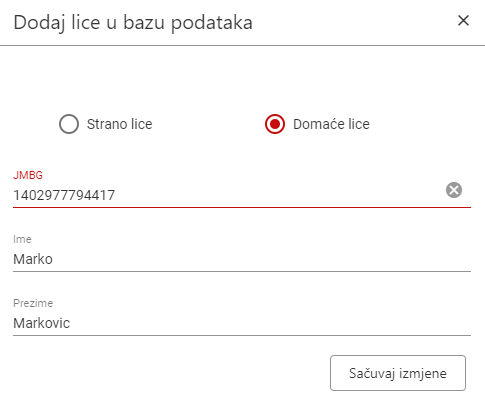 Dodaj lice u bazu podataka
Strano lice
Domaće lice
JMBG
1402977794417
Ime
Marko
Prezime
Markovic
Sačuvaj izmjene